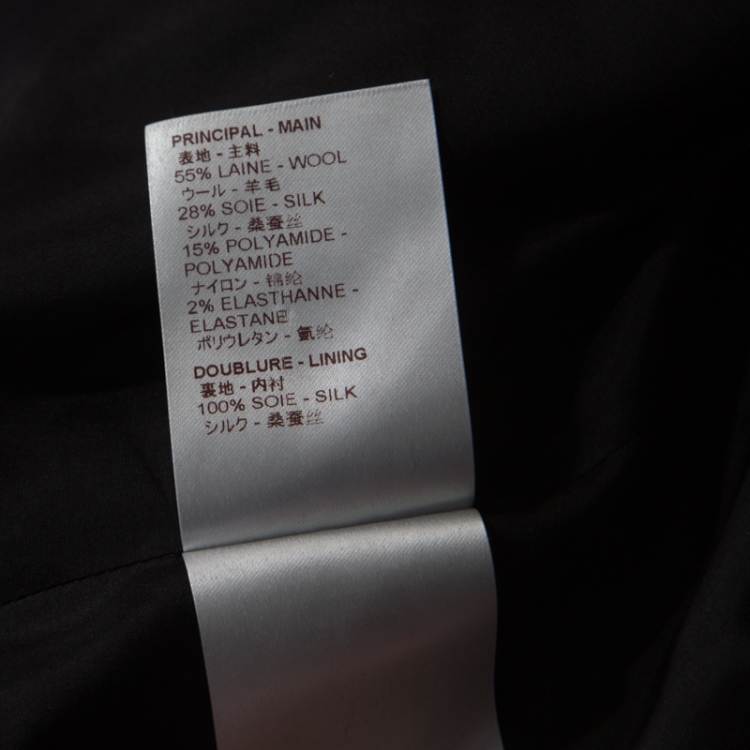 PRINCIPAL - MAIN
表地 - 主料
55% LAINE - WOOL
ウール - 羊毛
28% SOIE - SILK
シルク - 桑蚕丝
15% POLYAMIDE -
POLYAMIDE
ナイロン - 锦纶
2% ELASTHANNE -
ELASTANE
ポリウレタン - 氨纶
DOUBLURE - LINING
裏地 - 内衬
100% SOIE - SILK
シルク - 桑蚕丝